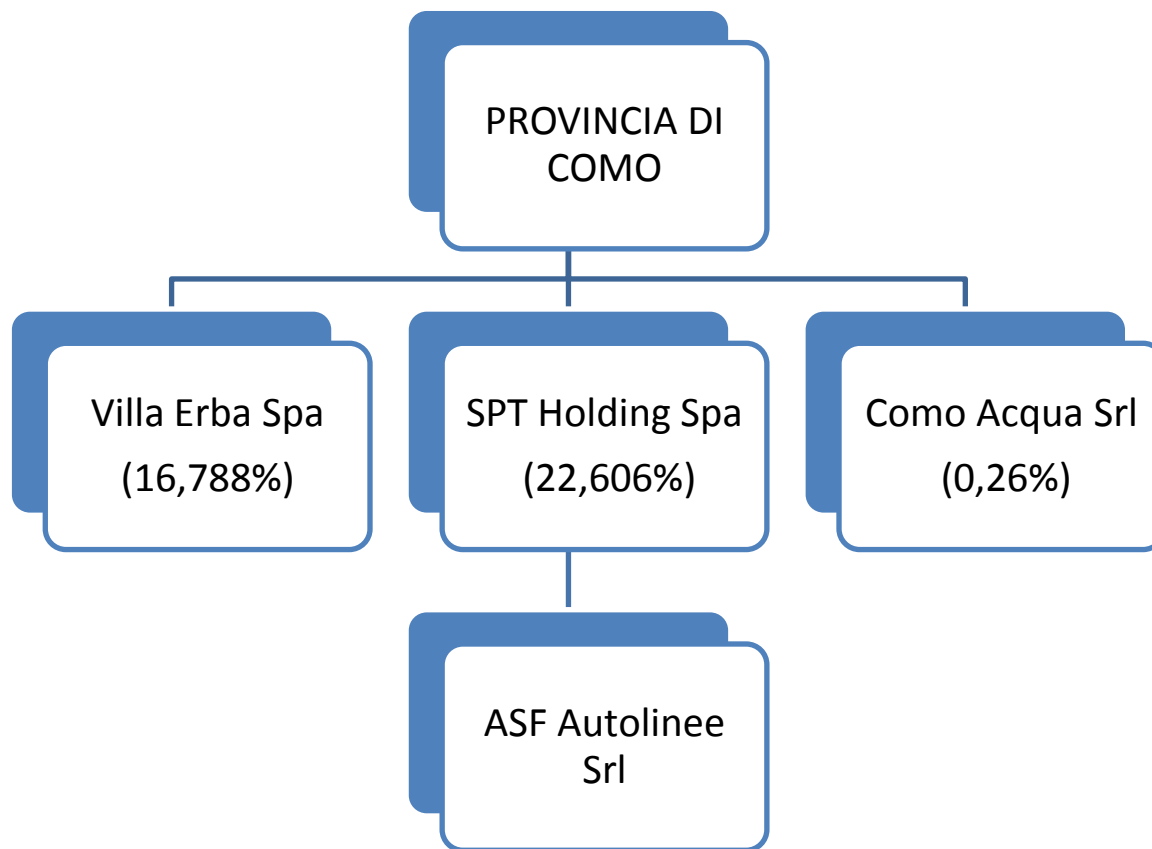 PROVINCIA DI
COMO
Villa Erba Spa
(16,788%)
SPT Holding Spa
(22,606%)
Como Acqua Srl
(0,26%)
ASF Autolinee
Srl